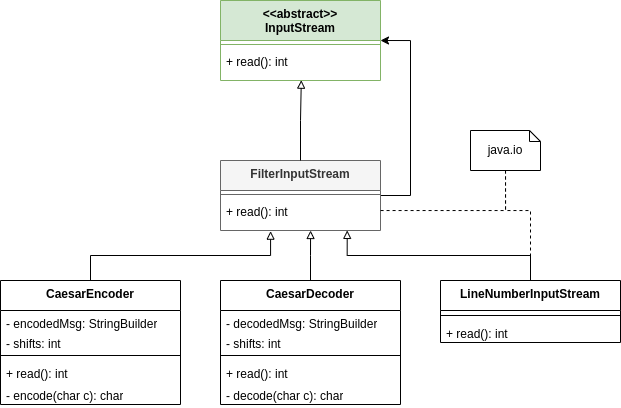 <<abstract>>
InputStream
+ read(): int
java.io
FilterInputStream
+ read(): int
CaesarEncoder
- encodedMsg: StringBuilder
- shifts: int
+ read(): int
- encode(char c): char
CaesarDecoder
- decodedMsg: StringBuilder
- shifts: int
+ read(): int
- decode(char c): char
LineNumberInputStream
+ read(): int